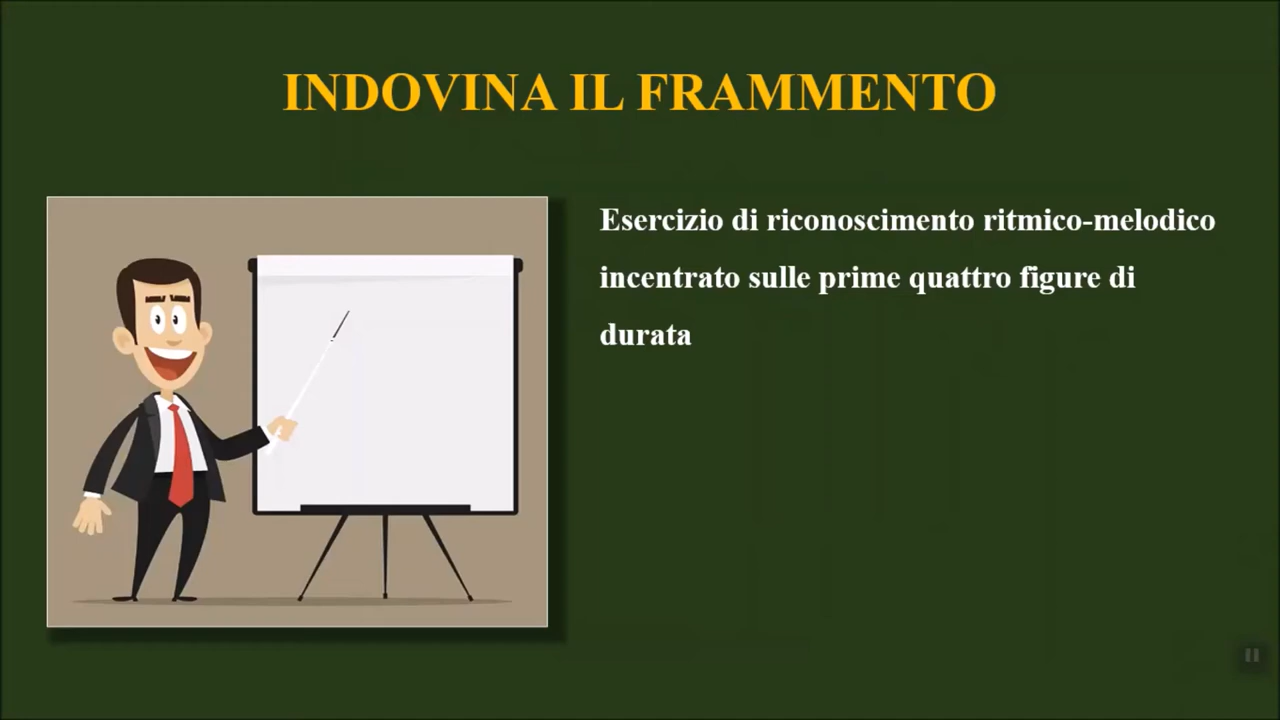 INDOVINA IL FRAMMENTO
Esercizio di riconoscimento ritmico-melodico
incentrato sulle prime quattro figure di
durata